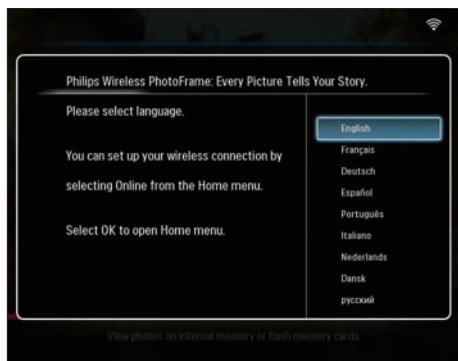 Philips Wireless PhotoFrame: Every Picture Tells Your Story.
Please select language.
You can set up your wireless connection by
selecting Online from the Home menu.
Select OK to open Home menu.
English
Français
Deutsch
Español
Português
Italiano
Nederlands
Dansk
русский
View photos on internal memory or flash memory cards.